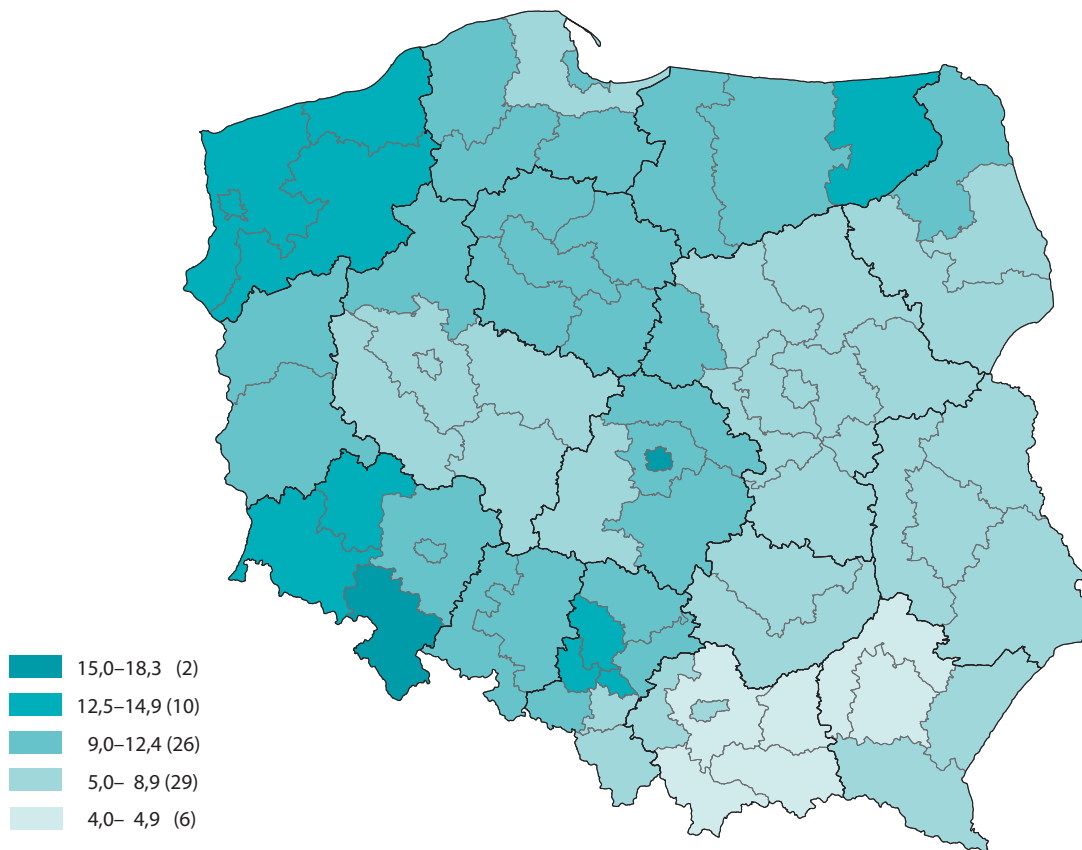 15,0–18,3 (2)
12,5–14,9 (10)
9,0–12,4 (26)
5,0– 8,9 (29)
4,0– 4,9 (6)